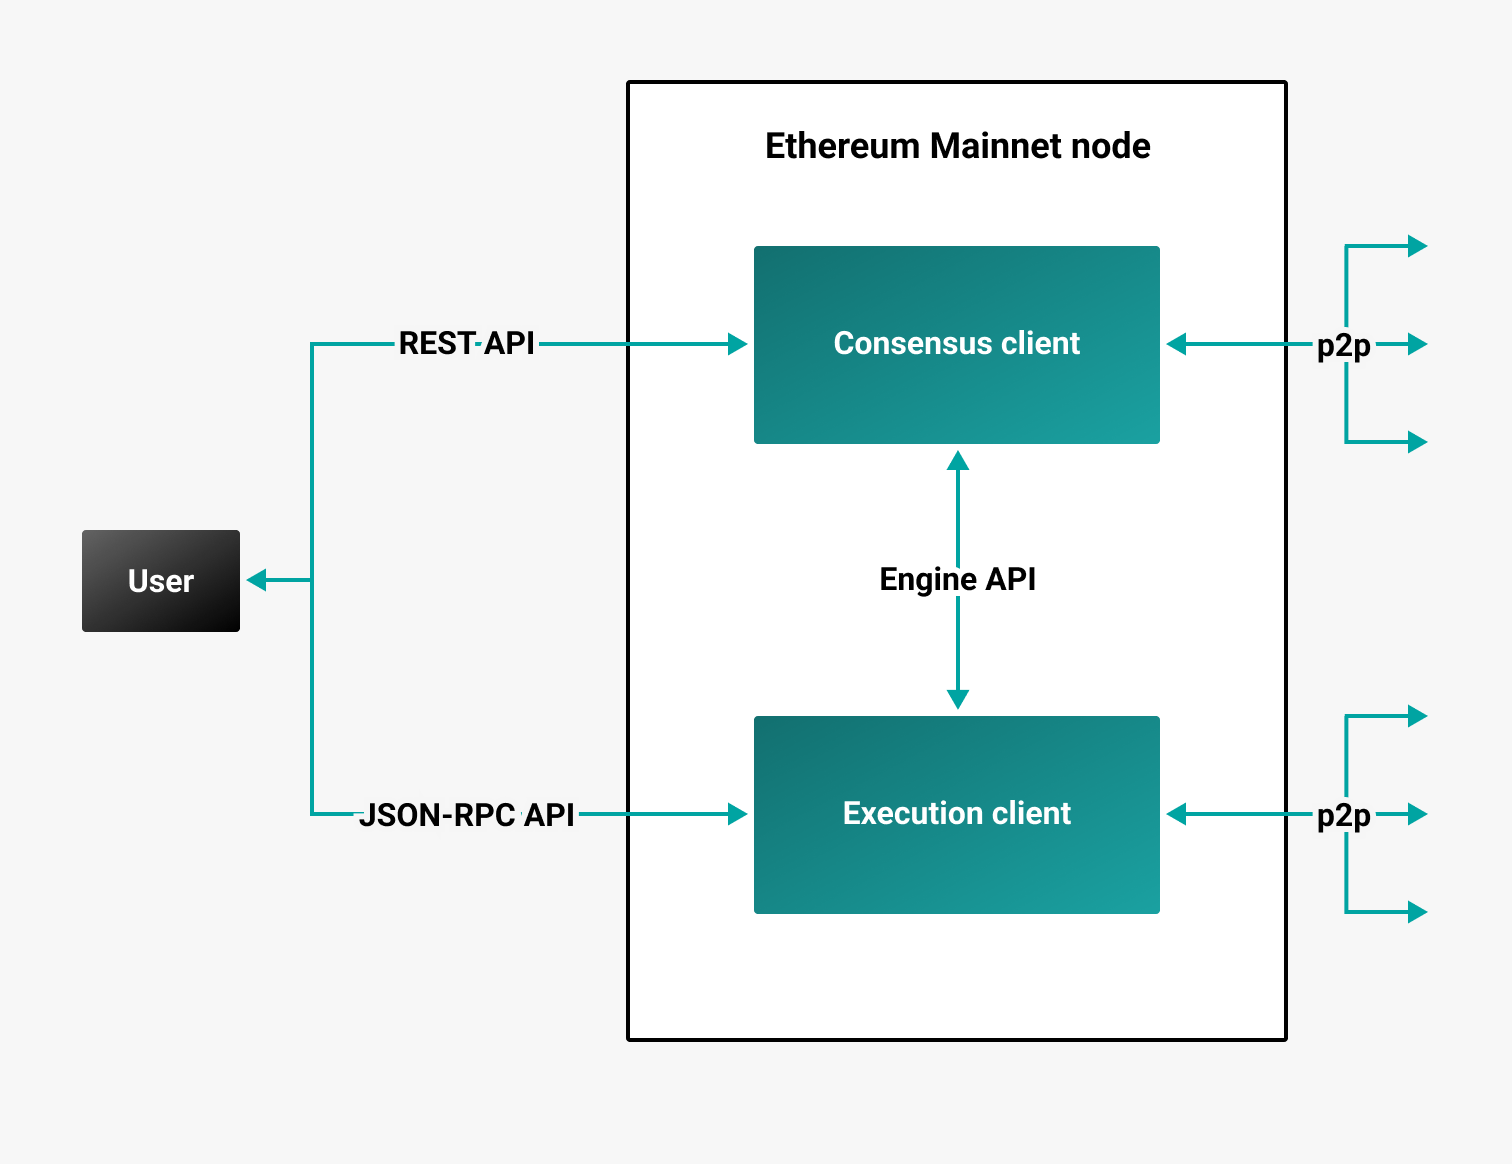 Ethereum Mainnet node
REST API
Consensus client
p2p
User
Engine API
JSON-RPC API
Execution client
p2p